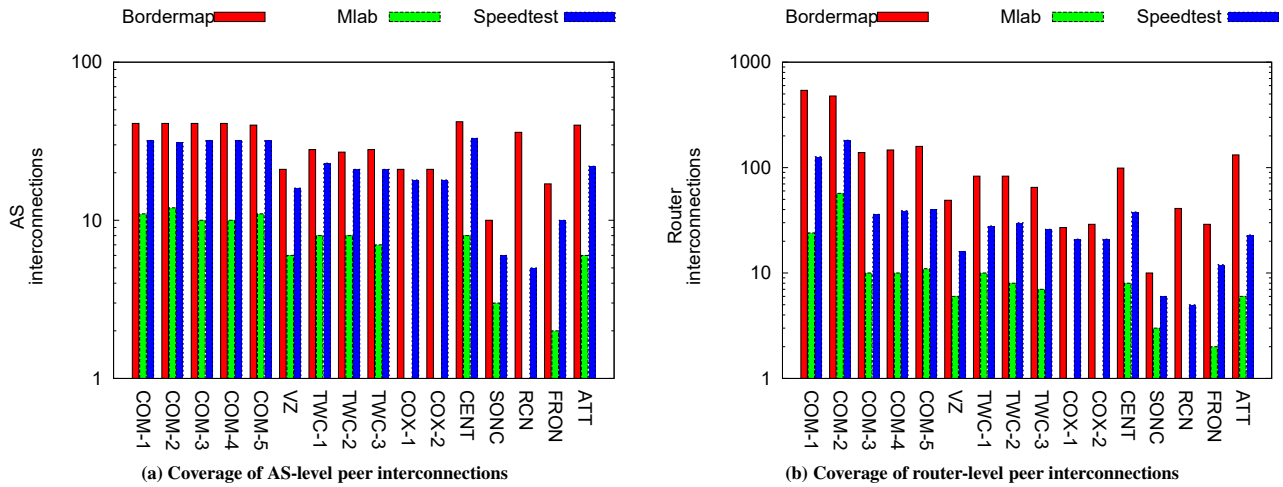 Bordermap Mlab Speedtest
100
10
1
AS
interconnections
COM-1 COM-2 COM-3 COM-4 COM-5 VZ TWC-1 TWC-2 TWC-3 COX-1 COX-2 CENT SONC RCN FRON ATT
(a) Coverage of AS-level peer interconnections
Bordermap Mlab Speedtest
1000
100
10
1
Router
interconnections
COM-1 COM-2 COM-3 COM-4 COM-5 VZ TWC-1 TWC-2 TWC-3 COX-1 COX-2 CENT SONC RCN FRON ATT
(b) Coverage of router-level peer interconnections